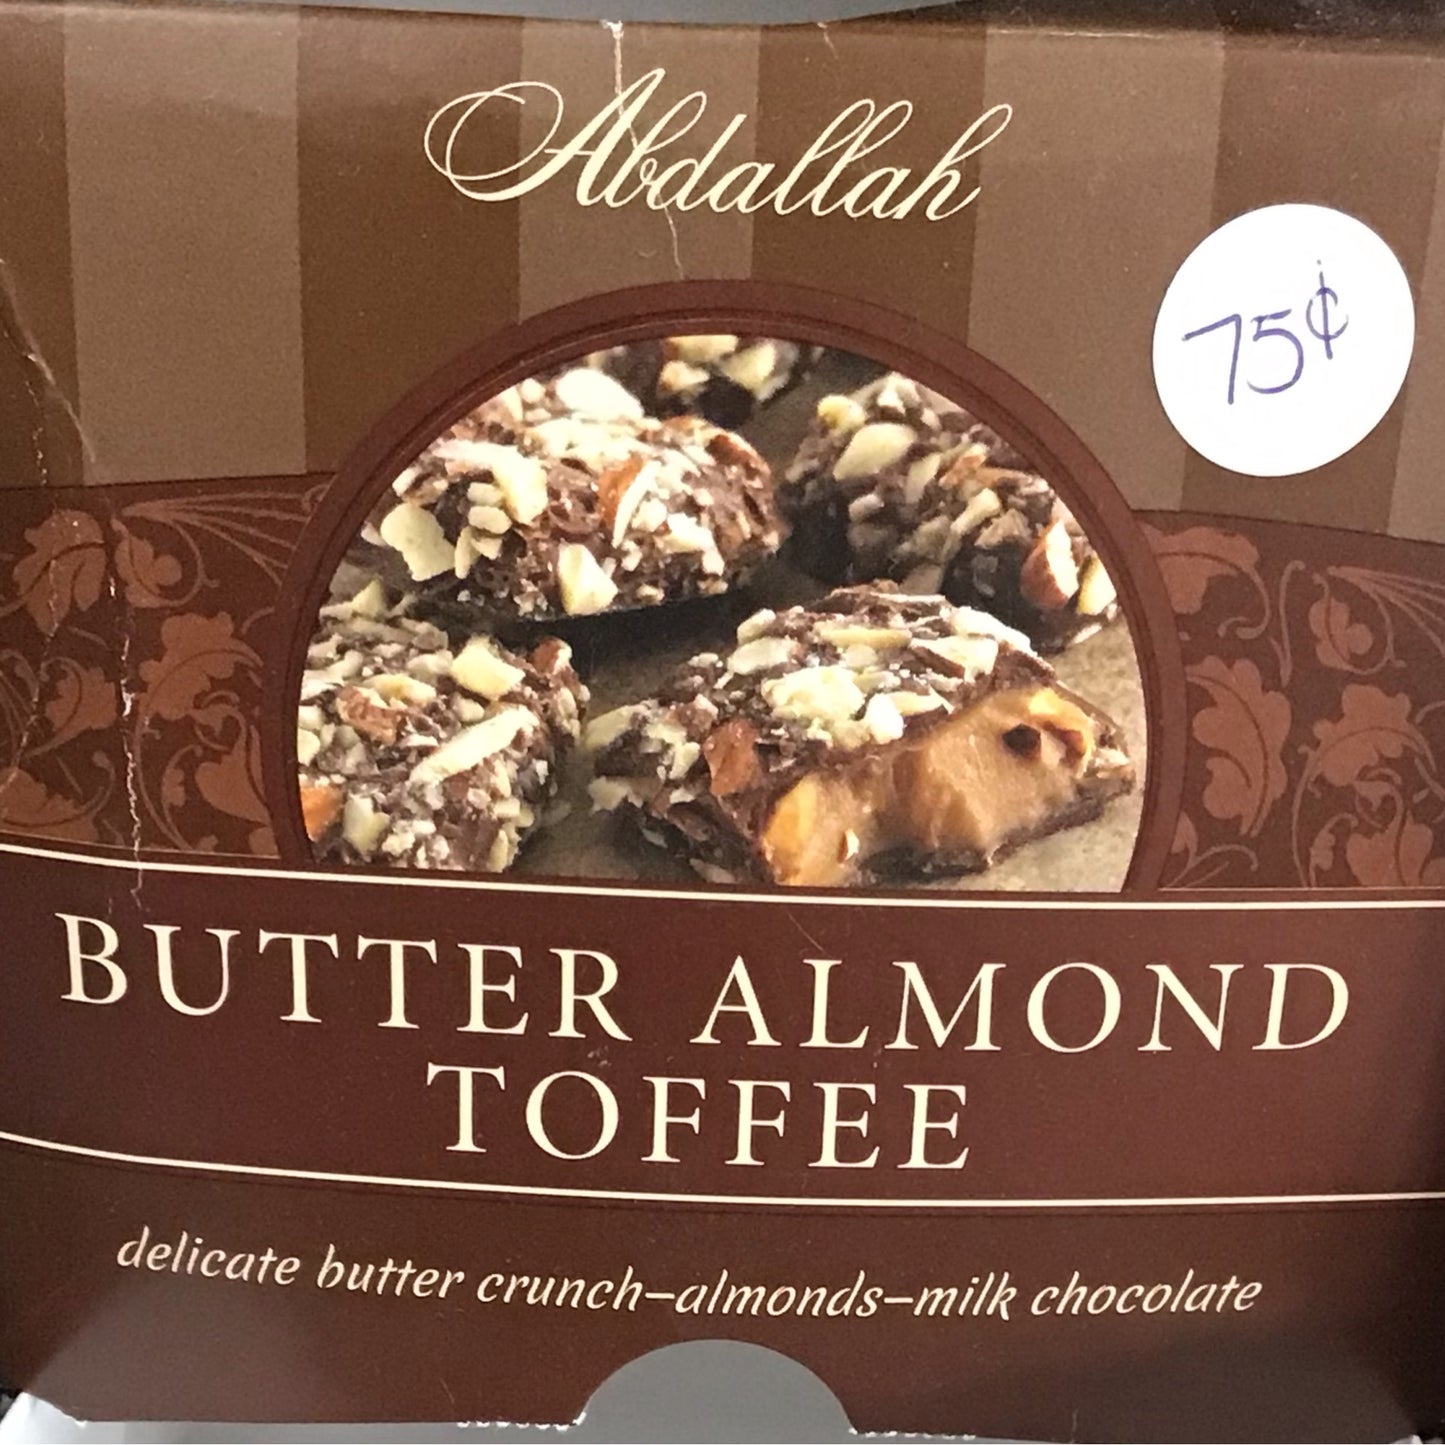 Abdallah
75¢
BUTTER ALMOND
TOFFEE
delicate butter crunch–almonds–milk chocolate